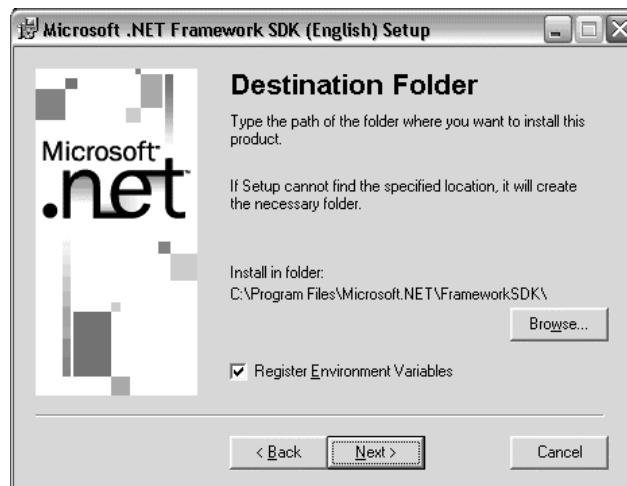 Microsoft .NET Framework SDK (English) Setup
Destination Folder
Type the path of the folder where you want to install this
product.
Microsoft
.net
If Setup cannot find the specified location, it will create
the necessary folder.
Install in folder:
C:\Program Files\Microsoft.NET\FrameworkSDK\
Browse...
Register Environment Variables
< Back
Next >
Cancel